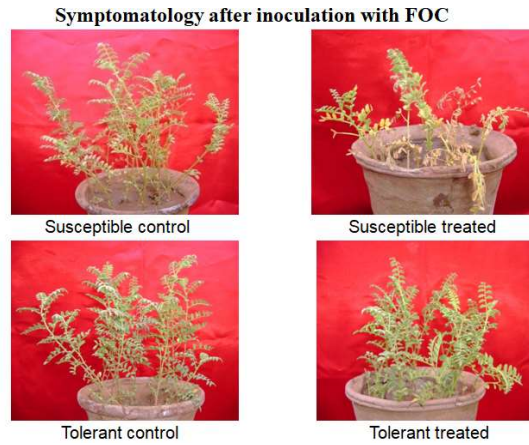 Symptomatology after inoculation with FOC
Susceptible control
Susceptible treated
Tolerant control
Tolerant treated